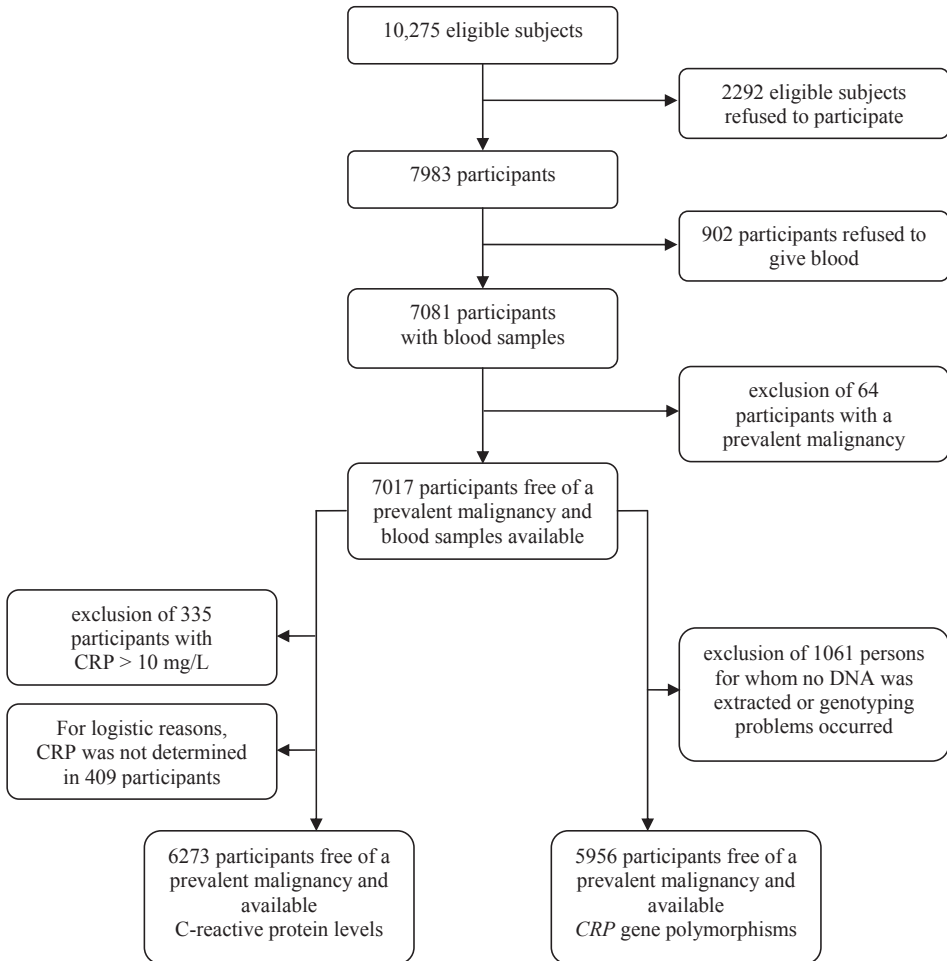 10,275 eligible subjects
2292 eligible subjects
refused to participate
7983 participants
902 participants refused to
give blood
7081 participants
with blood samples
exclusion of 64
participants with a
prevalent malignancy
7017 participants free of a
prevalent malignancy and
blood samples available
exclusion of 335
participants with
CRP > 10 mg/L
exclusion of 1061 persons
for whom no DNA was
extracted or genotyping
problems occurred
For logistic reasons,
CRP was not determined
in 409 participants
6273 participants free of a
prevalent malignancy and
available
C-reactive protein levels
5956 participants free of a
prevalent malignancy and
available
CRP gene polymorphisms